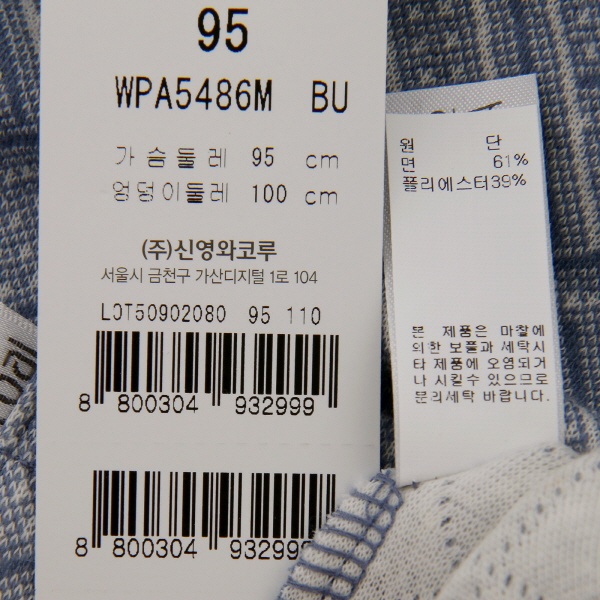 95
WPA5486M BU
가슴둘레 95 cm
엉덩이둘레 100 cm
(주)신영와코루
서울시 금천구 가산디지털 1로 104
LOT50902080 95 110
8 800304 932999
8 800304 932999
원 단
면 61%
폴리에스터39%
본 제품은 마찰에
의한 보풀과 세탁시
타 제품에 오염되거
나 시킬수 있으므로
분리세탁 바랍니다.